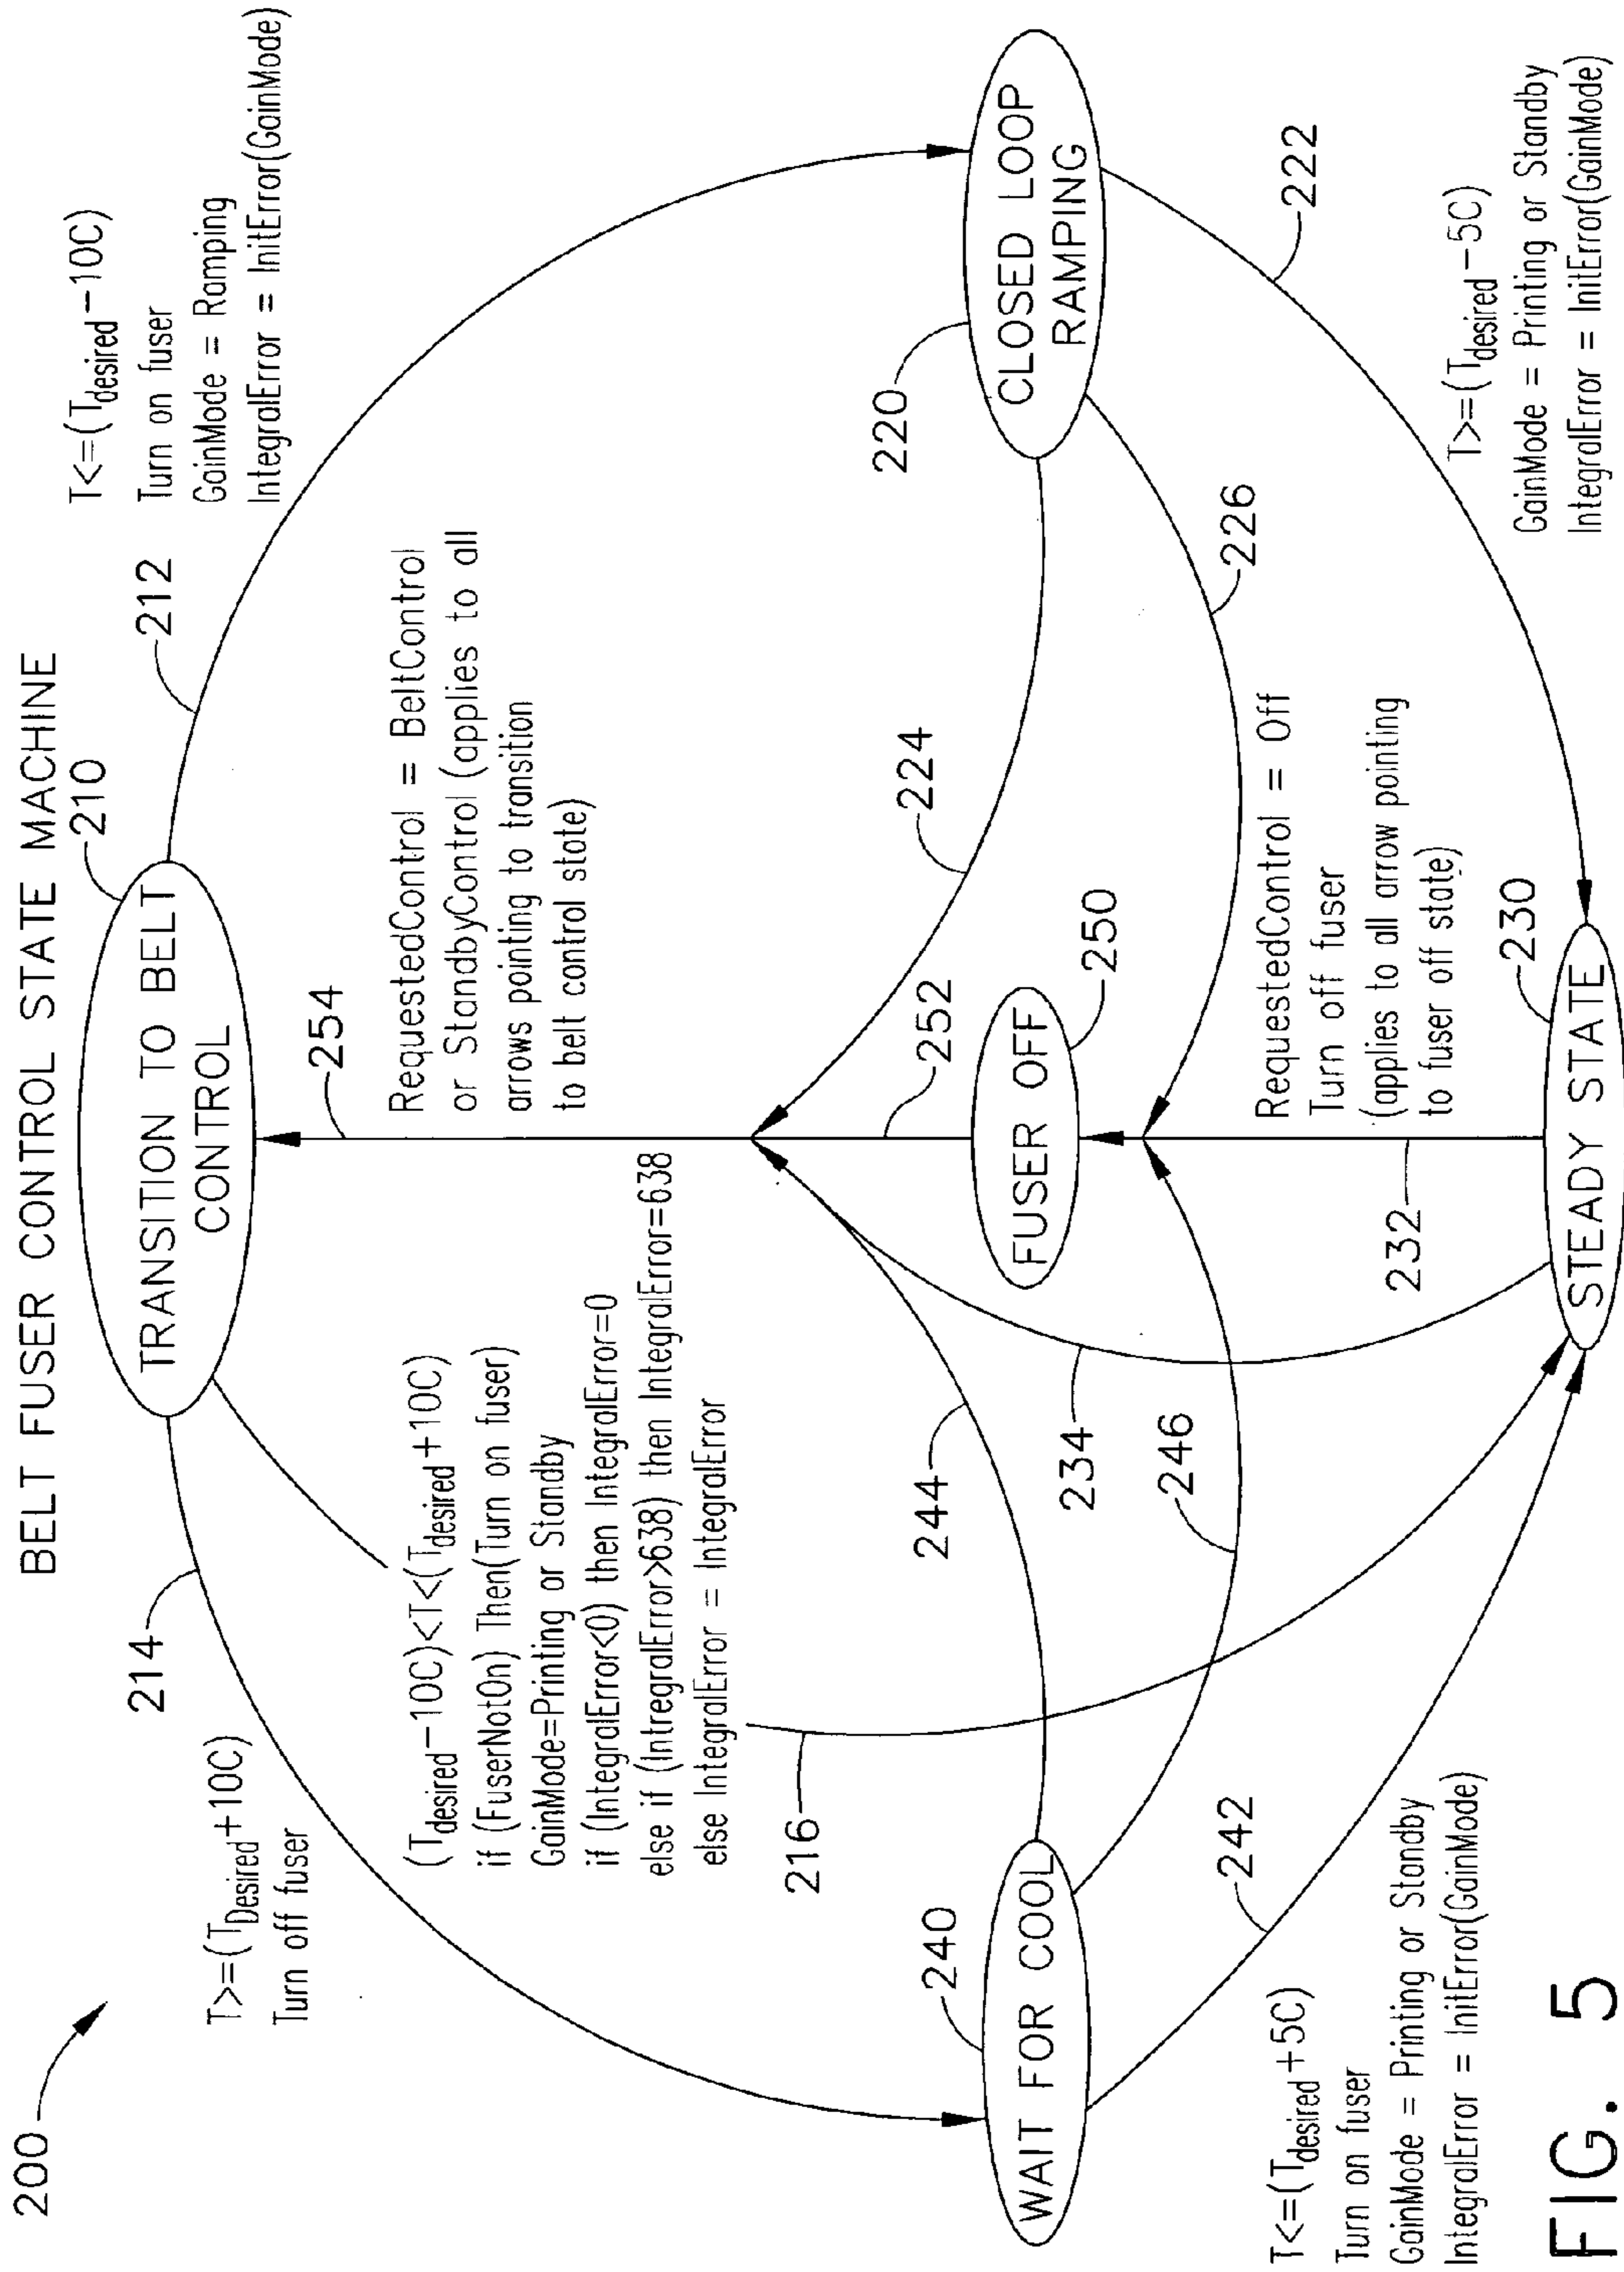 BELT FUSER CONTROL STATE MACHINE
200
210
TRANSITION TO BELT
CONTROL
212
T<=(Tdesired-10C)
Turn on fuser
GainMode = Ramping
IntegralError = InitError(GainMode)
214
T>=(TDesired+10C)
Turn off fuser
254
RequestedControl = BeltControl
or StandbyControl (applies to all
arrows pointing to transition
to belt control state)
(Tdesired-10C)<T<(Tdesired+10C)
if (FuserNotOn) Then(Turn on fuser)
GainMode=Printing or Standby
if (IntegralError<0) then IntegralError=0
else if (IntregralError>638) then IntegralError=638
else IntegralError = IntegralError
216
244
224
252
220
CLOSED LOOP
RAMPING
240
WAIT FOR COOL
FUSER OFF
250
234
246
226
222
242
232
RequestedControl = Off
Turn off fuser
(applies to all arrow pointing
to fuser off state)
T<=(Tdesired+5C)
Turn on fuser
GainMode = Printing or Standby
IntegralError = InitError(GainMode)
T>=(Tdesired-5C)
GainMode = Printing or Standby
IntegralError = InitError(GainMode)
230
STEADY STATE
FIG. 5